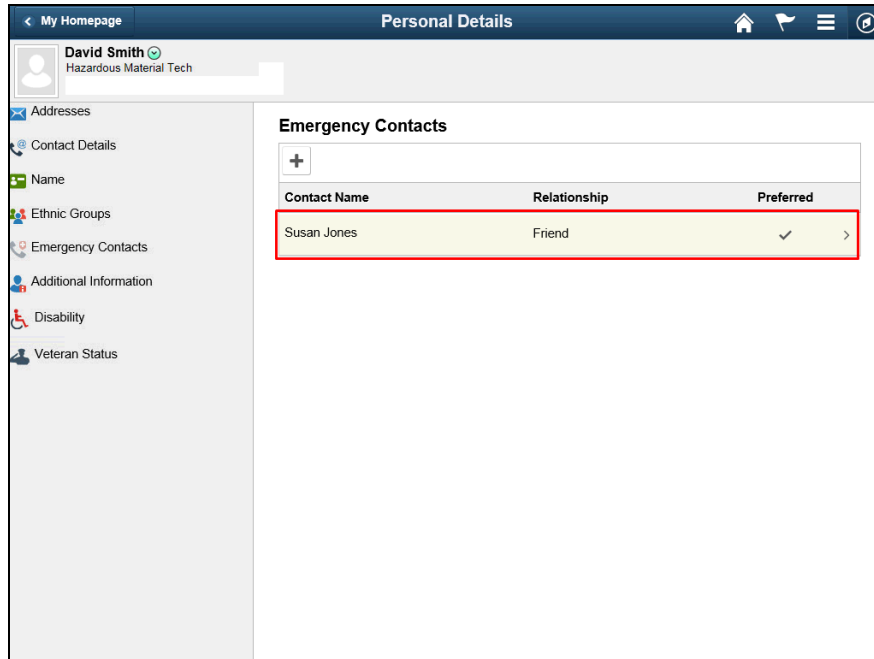 My Homepage
Personal Details
David Smith
Hazardous Material Tech
Addresses
Contact Details
Name
Ethnic Groups
Emergency Contacts
Additional Information
Disability
Veteran Status
Emergency Contacts
Contact Name Relationship Preferred
Susan Jones Friend